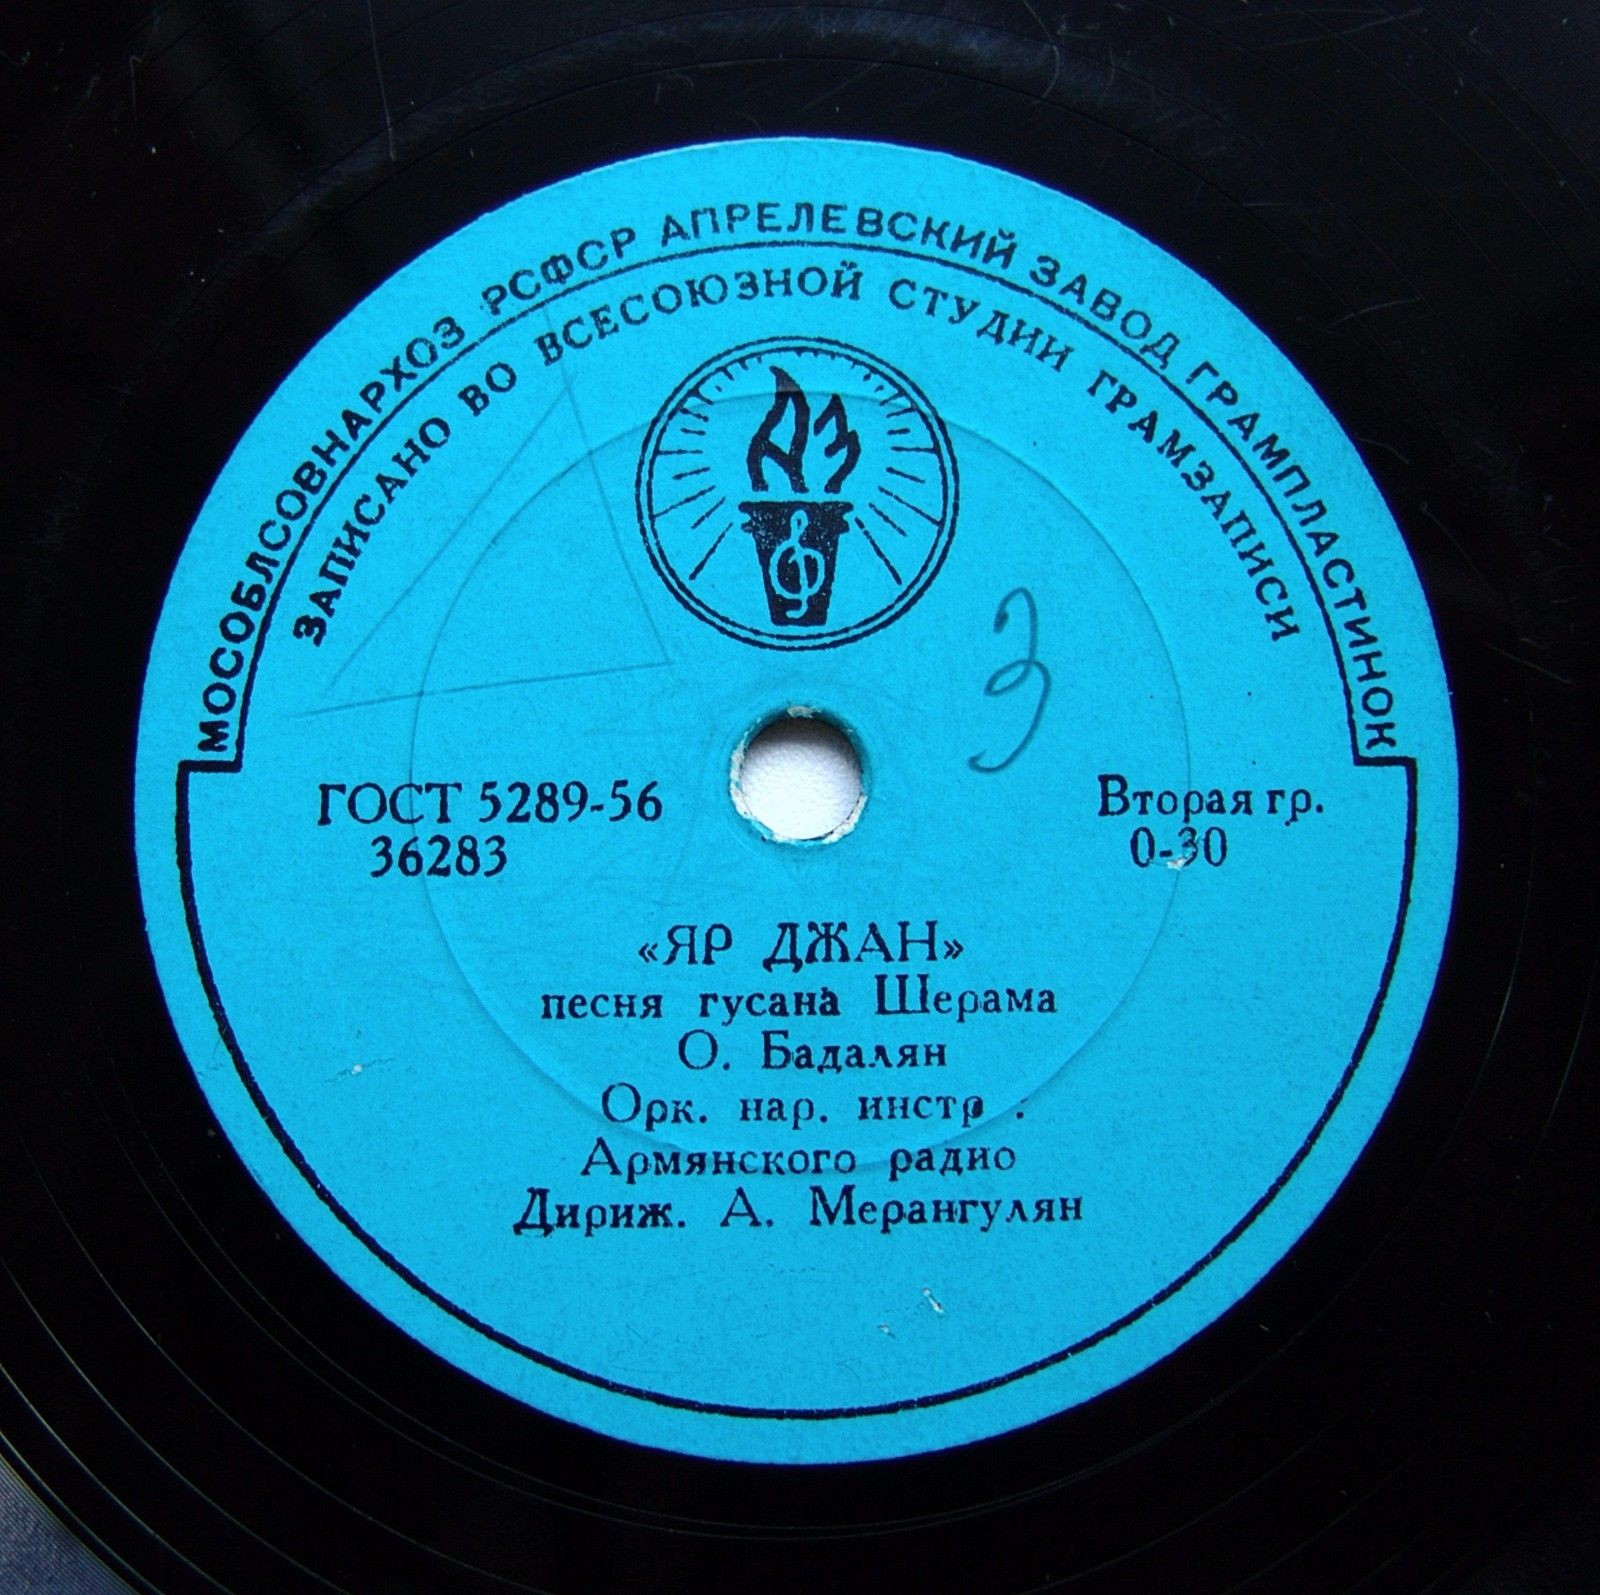 МОСОБЛСОВНАРХОЗ РСФСР АПРЕЛЕВСКИЙ ЗАВОД ГРАМПЛАСТИНОК
ЗАПИСАНО ВО ВСЕСОЮЗНОЙ СТУДИИ ГРАМЗАПИСИ
АЗ
З
ГОСТ 5289-56
36283
Вторая гр.
0-30
«ЯР ДЖАН»
песня гусана Шерама
О. Бадалян
Орк. нар. инстр.
Армянского радио
Дириж. А. Мерангулян